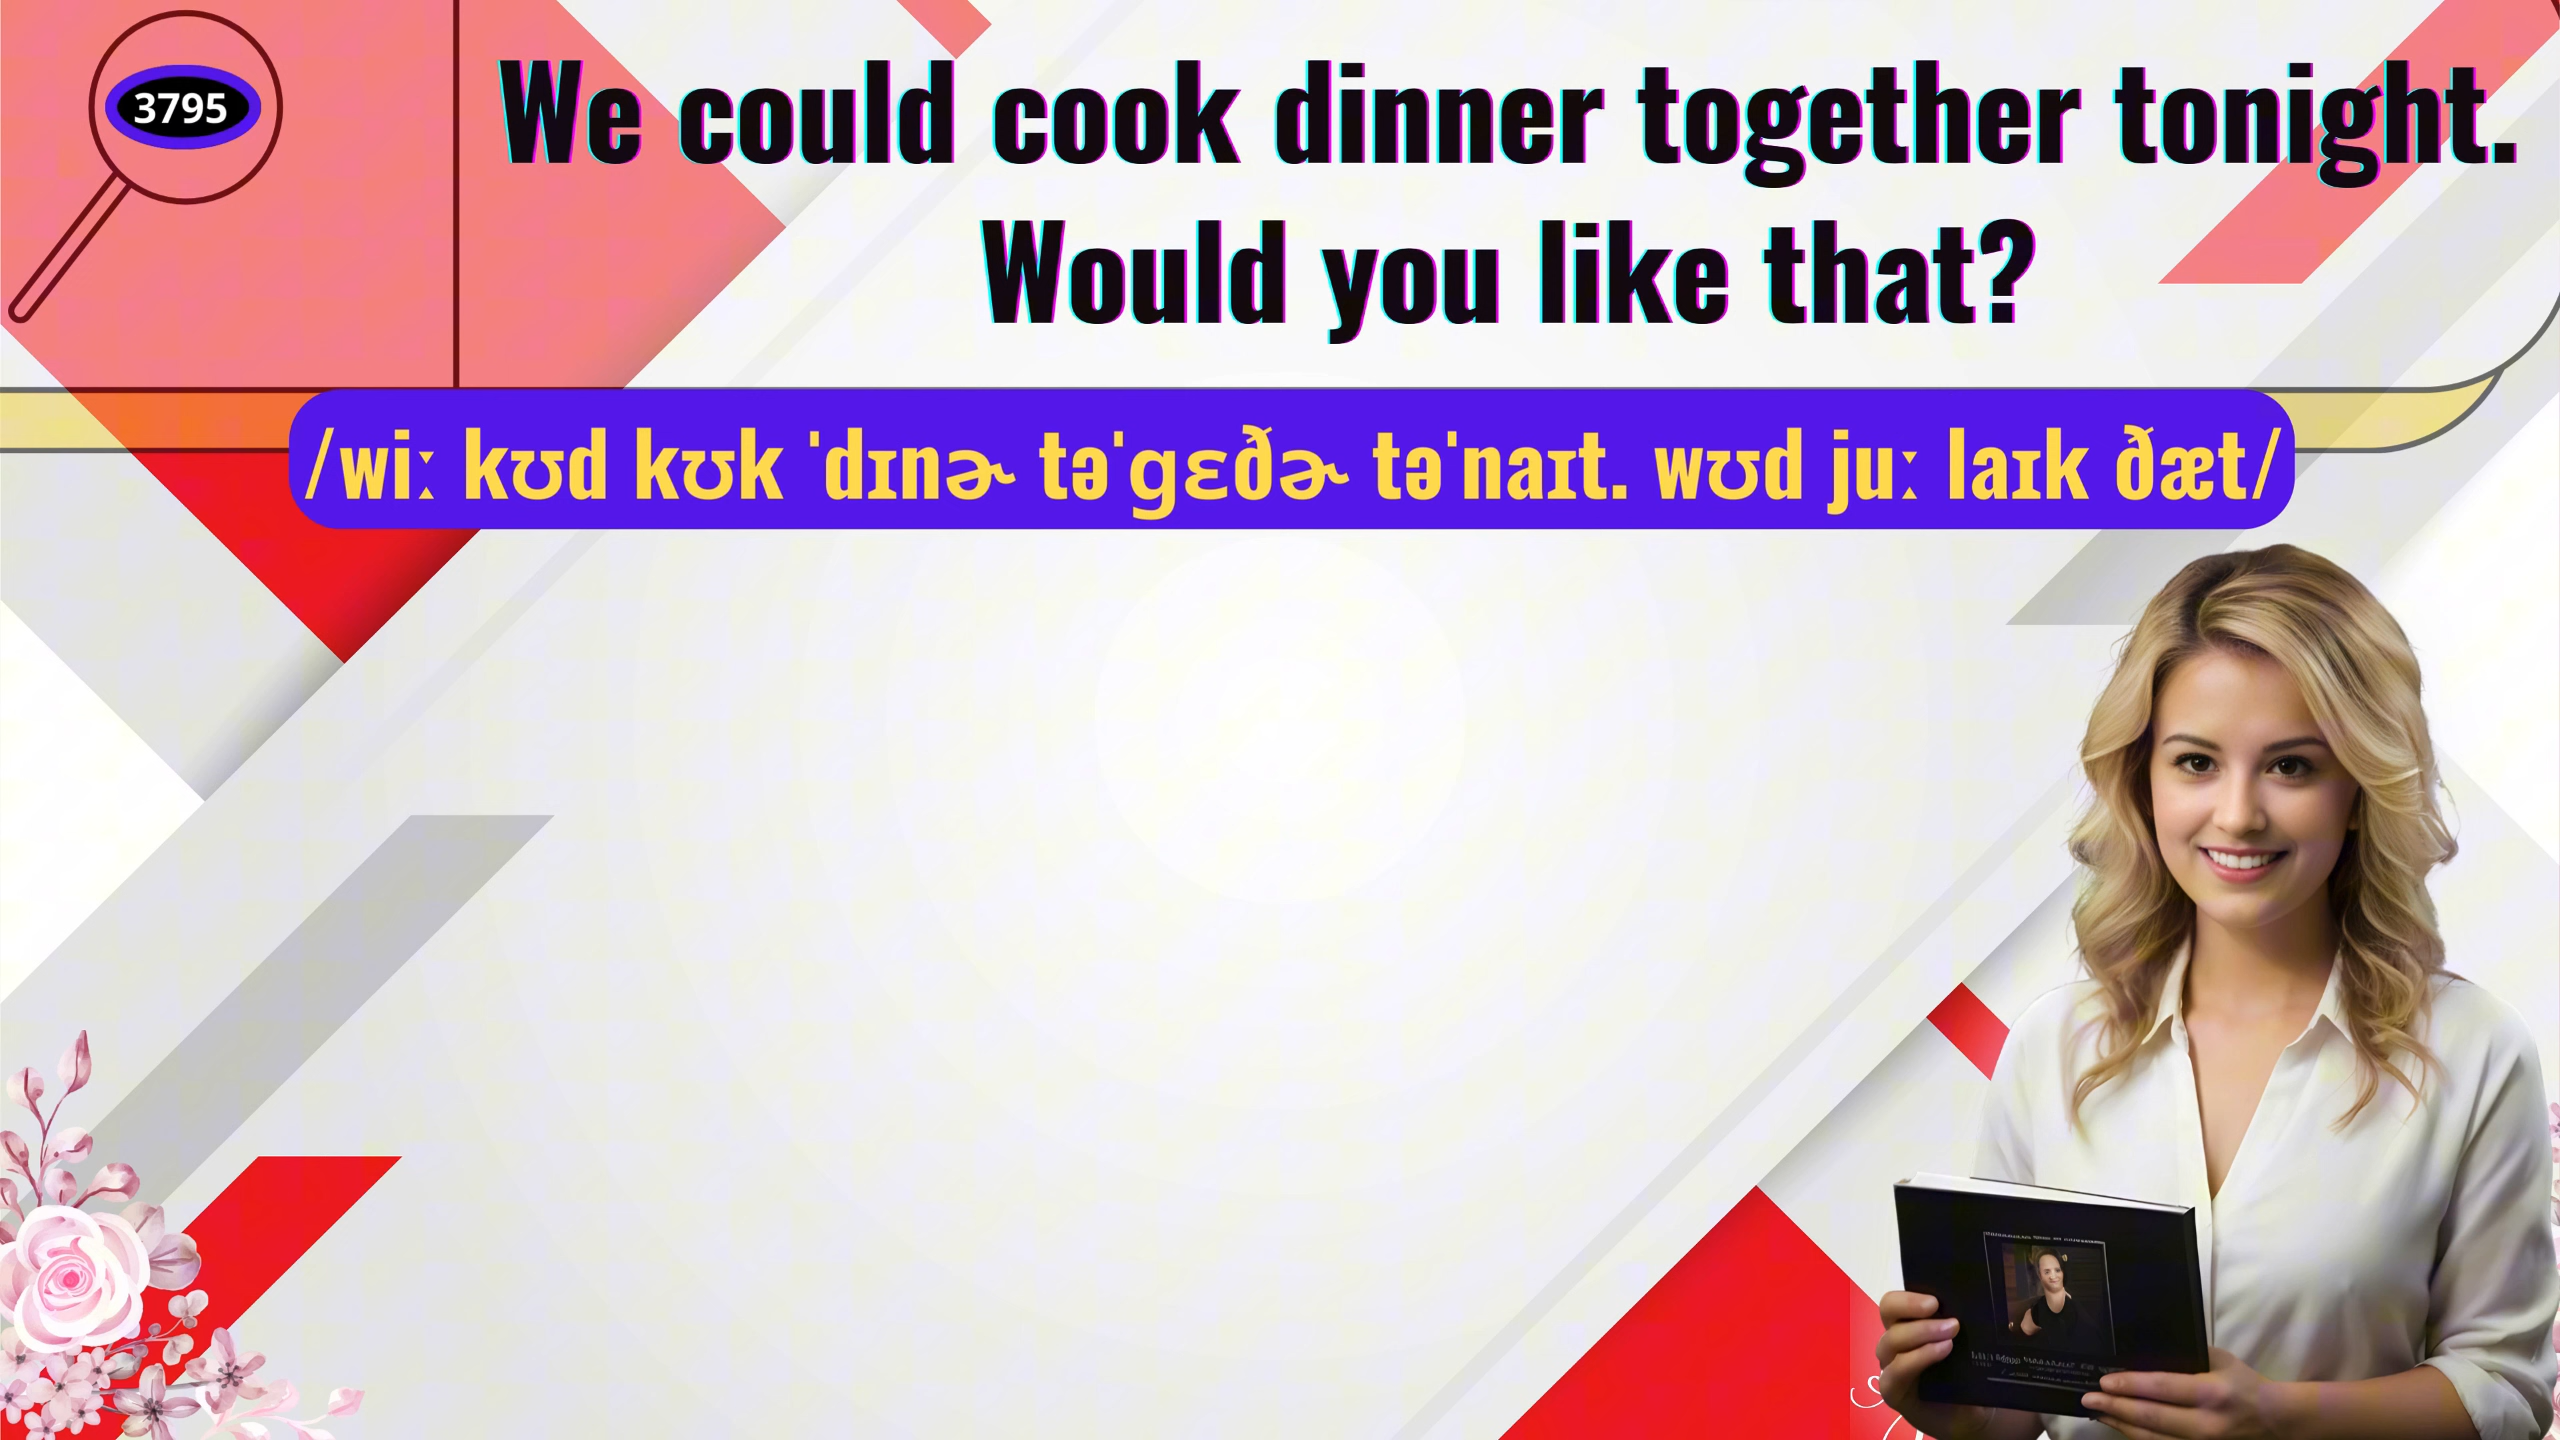 3795
We could cook dinner together tonight.
Would you like that?
/wiː kʊd kʊk ˈdɪnɚ təˈɡɛðɚ təˈnaɪt. wʊd juː laɪk ðæt/